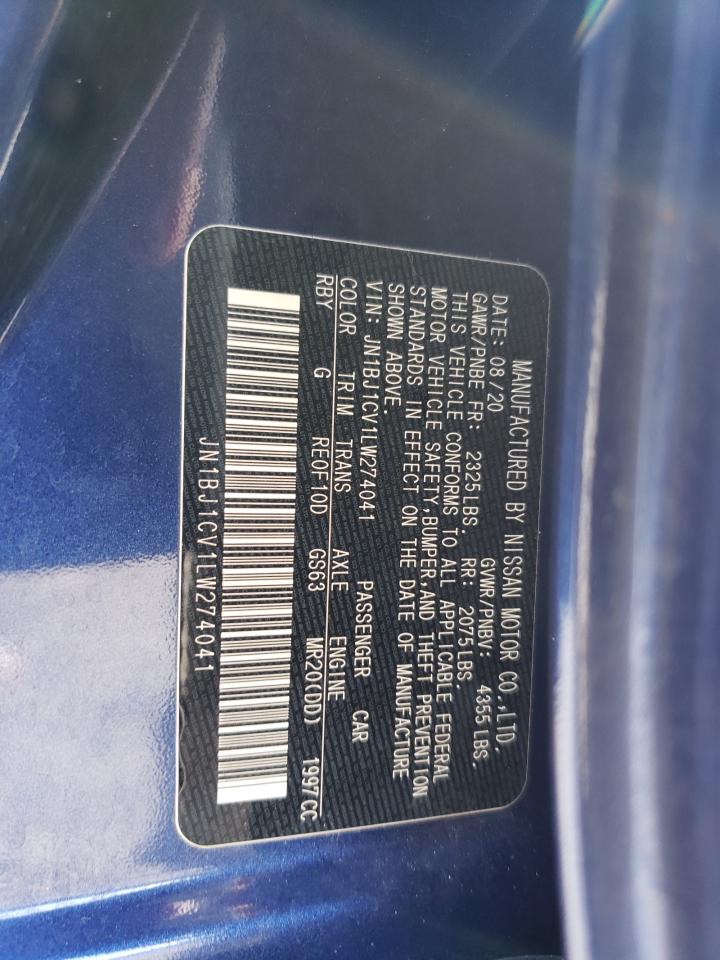 MANUFACTURED BY NISSAN MOTOR CO.,LTD.
DATE: 08/20 GVWR/PNBV: 4355 LBS.
GAWR/PNBE FR: 2325LBS. RR: 2075LBS.
THIS VEHICLE CONFORMS TO ALL APPLICABLE FEDERAL
MOTOR VEHICLE SAFETY,BUMPER,AND THEFT PREVENTION
STANDARDS IN EFFECT ON THE DATE OF MANUFACTURE
SHOWN ABOVE.
VIN: JN1BJ1CV1LW274041 PASSENGER CAR
COLOR TRIM TRANS AXLE ENGINE
RBY G RE0F10D GS63 MR20(DD) 1997CC
JN1BJ1CV1LW274041